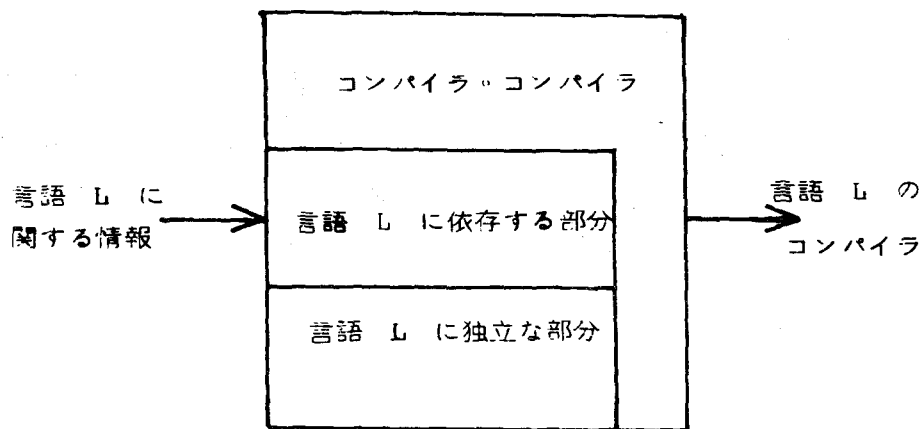 コンパイラ・コンパイラ
言語 L に
関する情報
言語 L に依存する部分
言語 L に独立な部分
言語 L の
コンパイラ